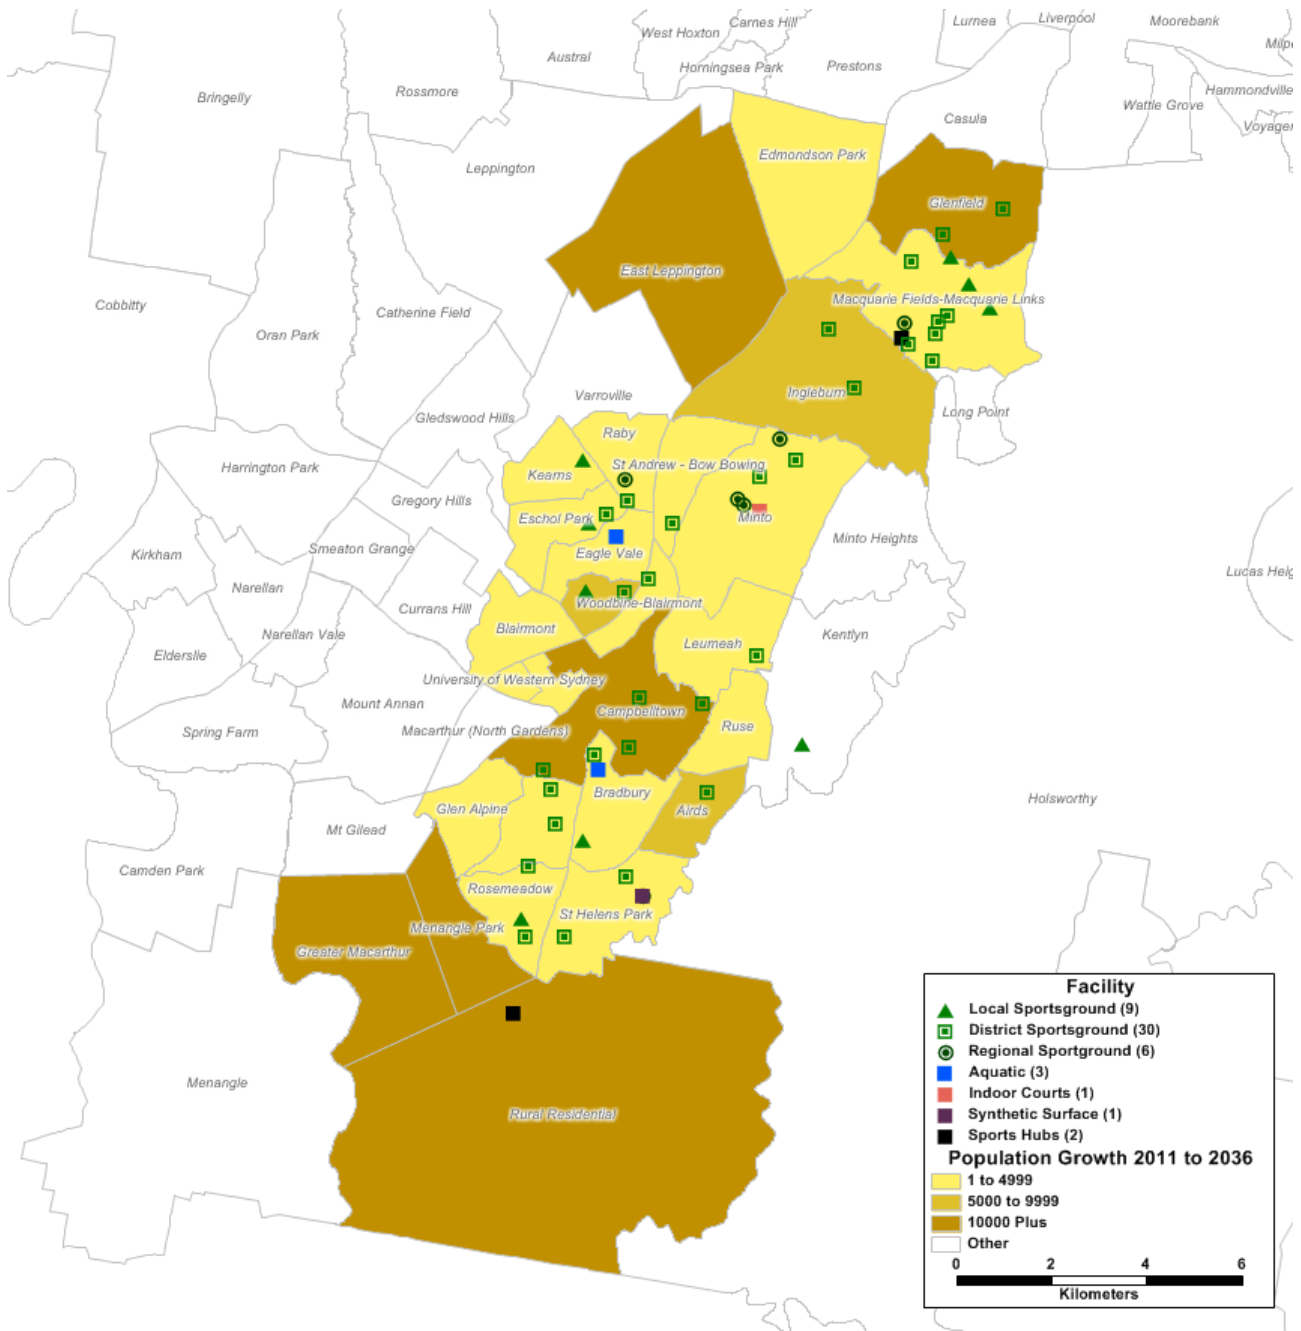 Carnes Hill
Lurnea
Liverpool
Moorebank
West Hoxton
Milpe
Austral
Horningsea Park
Prestons
Bringelly
Rossmore
Hammondville
Wattle Grove
Casula
Voyager
Edmondson Park
Leppington
Glenfield
East Leppington
Cobbitty
Macquarie Fields-Macquarie Links
Catherine Field
Oran Park
Ingleburn
Varroville
Long Point
Gledswood Hills
Raby
Harrington Park
St Andrew - Bow Bowing
Kearns
Gregory Hills
Eschol Park
Minto
Minto Heights
Smeaton Grange
Kirkham
Eagle Vale
Lucas Heig
Narellan
Woodbine-Blairmont
Currans Hill
Blairmont
Narellan Vale
Kentlyn
Leumeah
Elderslie
University of Western Sydney
Mount Annan
Campbelltown
Ruse
Spring Farm
Macarthur (North Gardens)
Bradbury
Holsworthy
Glen Alpine
Airds
Mt Gilead
Camden Park
Rosemeadow
St Helens Park
Menangle Park
Greater Macarthur
Menangle
Rural Residential
Facility
Local Sportsground (9)
District Sportsground (30)
Regional Sportground (6)
Aquatic (3)
Indoor Courts (1)
Synthetic Surface (1)
Sports Hubs (2)
Population Growth 2011 to 2036
1 to 4999
5000 to 9999
10000 Plus
Other
0 2 4 6
Kilometers